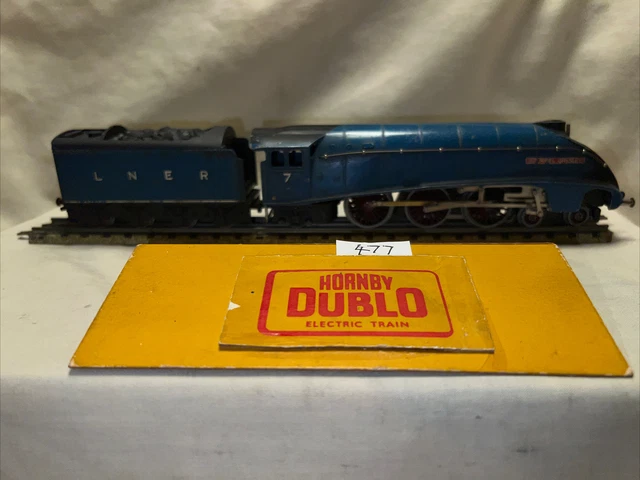 L N E R
7
477
HORNBY
DUBLO
ELECTRIC TRAIN